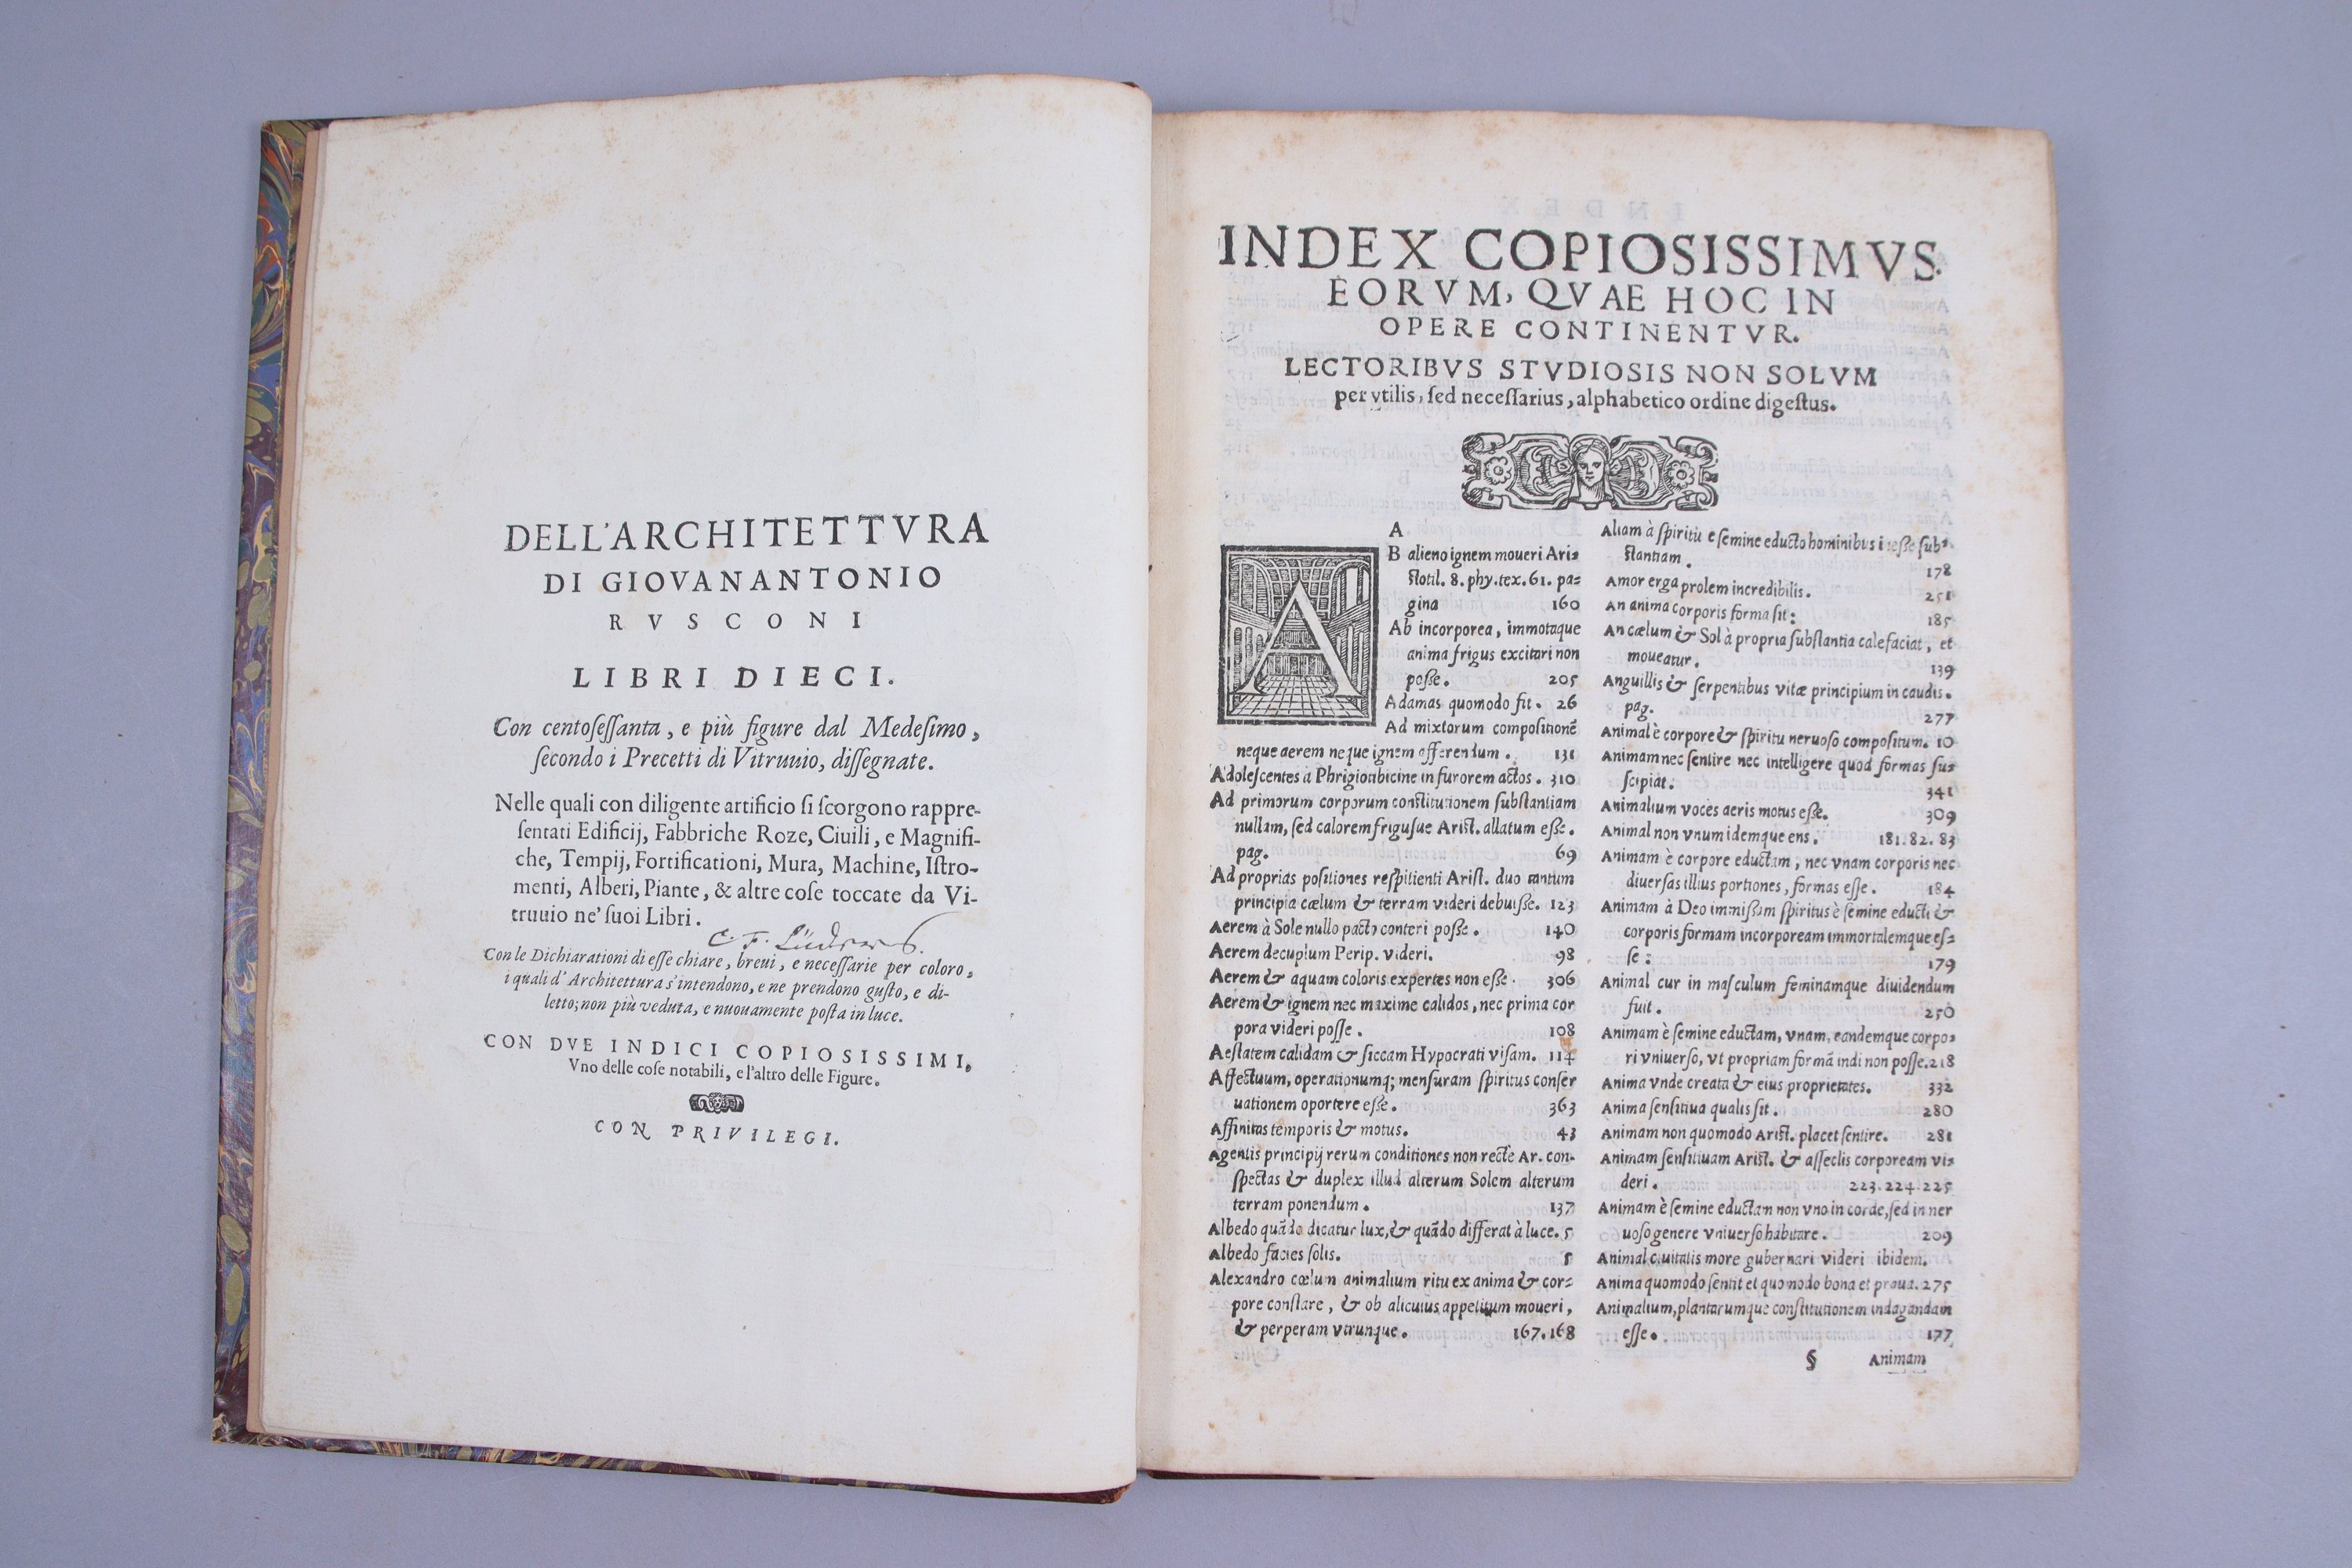 DELL'ARCHITETTVRA
DI GIOVANANTONIO
RVSCONI
LIBRI DIECI.
Con centoſeſſanta, e più figure dal Medeſimo,
ſecondo i Precetti di Vitruuio, diſſegnate.
Nelle quali con diligente artificio ſi ſcorgono rappre-
ſentati Edificij, Fabbriche Roze, Ciuili, e Magnifi-
che, Tempij, Fortificationi, Mura, Machine, Iſtro-
menti, Alberi, Piante, & altre coſe toccate da Vi-
truuio ne' ſuoi Libri.
C. F.
Con le Dichiarationi di eſſe chiare, breui, e neceſſarie per coloro,
i quali d'Architettura s'intendono, e ne prendono guſto, e di-
letto; non più veduta, e nuouamente poſta in luce.
CON DVE INDICI COPIOSISSIMI,
Vno delle coſe notabili, e l'altro delle Figure.
CON PRIVILEGI.
INDEX COPIOSISSIMVS.
EORVM, QVAE HOC IN
OPERE CONTINENTVR.
LECTORIBVS STVDIOSIS NON SOLVM
per vtilis, ſed neceſſarius, alphabetico ordine digeſtus.
A
AB alieno ignem moueri Ari-
ſtotil. 8. phy. tex. 61. pa-
gina 160
Ab incorporea, immotaque
anima frigus excitari non
poſſe. 205
Adamas quomodo fit. 26
Ad mixtorum compoſitionẽ
neque aerem neque ignem afferendum. 131
Adoleſcentes a Phrigio tibicine in furorem actos. 310
Ad primorum corporum conſtitutionem ſubſtantiam
nullam, ſed calorem friguſue Ariſt. allatum eſſe.
pag. 69
Ad proprias poſitiones reſpitienti Ariſt. duo tantum
principia cœlum & terram videri debuiſſe. 123
Aerem à Sole nullo pacto conteri poſſe. 140
Aerem decuplum Perip. videri. 98
Aerem & aquam coloris expertes non eſſe. 306
Aerem & ignem nec maxime calidos, nec prima cor
pora videri poſſe. 108
Aeſtatem calidam & ſiccam Hypocrati viſam. 114
Affectuum, operationumq; menſuram ſpiritus conſer
uationem oportere eſſe. 363
Affinitas temporis & motus. 43
Agentis principij rerum conditiones non recte Ar. con-
ſpectas & duplex illud alterum Solem alterum
terram ponendum. 137
Albedo quãdo dicatur lux, & quãdo differat à luce. 5
Albedo facies ſolis. 5
Alexandro cœlum animalium ritu ex anima & cor-
pore conſtare, & ob alicuius appetitum moueri,
& perperam vtrunque. 167.168
Aliam à ſpiritu e ſemine educto hominibus ineſſe ſub-
ſtantiam. 178
Amor erga prolem incredibilis. 251
An anima corporis forma ſit: 185
An cælum & Sol à propria ſubſtantia calefaciat, et
moueatur. 139
Anguillis & ſerpentibus vitæ principium in caudis.
pag. 277
Animal è corpore & ſpiritu neruoſo compoſitum. 10
Animam nec ſentire nec intelligere quod formas ſu-
ſcipiat: 341
Animalium voces aeris motus eſſe. 309
Animal non vnum idemque ens. 181.82.83
Animam è corpore eductam, nec vnam corporis nec
diuerſas illius portiones, formas eſſe. 184
Animam à Deo immiſſam ſpiritus è ſemine educti &
corporis formam incorpoream immortalemque eſ-
ſe: 179
Animal cur in maſculum feminamque diuidendum
fuit. 250
Animam è ſemine eductam, vnam, eandemque corpo-
ri vniuerſo, vt propriam formã indi non poſſe. 218
Anima vnde creata & eius proprietates. 332
Anima ſenſitiua qualis ſit. 280
Animam non quomodo Ariſt. placet ſentire. 281
Animam ſenſitiuam Ariſt. & aſſeclis corpoream vi-
deri. 223.224.225
Animam è ſemine eductam non vno in corde, ſed in ner
uoſo genere vniuerſo habitare. 209
Animal ciuitatis more gubernari videri ibidem.
Anima quomodo ſentit et quomodo bona et praua. 275
Animalium, plantarumque conſtitutionem indagandam
eſſe. 177
§ Animam